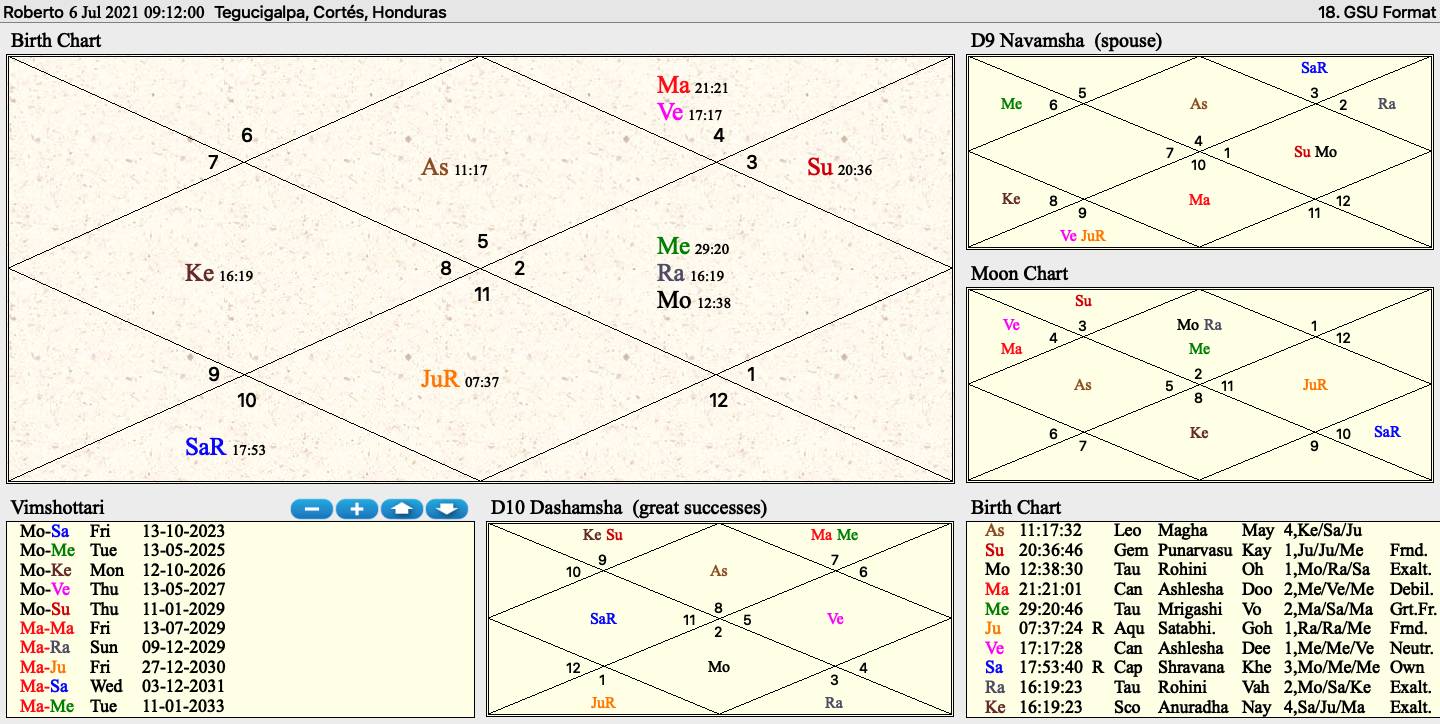 Roberto 6 Jul 2021 09:12:00 Tegucigalpa, Cortés, Honduras 18. GSU Format
Birth Chart
Ma 21:21
Ve 17:17
6
4
7
3
As 11:17
Su 20:36
5
Me 29:20
Ke 16:19
8
2
Ra 16:19
11
Mo 12:38
9
1
JuR 07:37
10
12
SaR 17:53
D9 Navamsha (spouse)
SaR
5
3
Me
6
As
2
Ra
4
7
1
Su Mo
10
Ke
8
Ma
12
9
11
Ve JuR
Moon Chart
Su
Ve
3
Mo Ra
1
4
12
Ma
Me
2
As
5
11
JuR
8
6
Ke
10
SaR
7
9
Vimshottari
Mo-Sa Fri 13-10-2023
Mo-Me Tue 13-05-2025
Mo-Ke Mon 12-10-2026
Mo-Ve Thu 13-05-2027
Mo-Su Thu 11-01-2029
Ma-Ma Fri 13-07-2029
Ma-Ra Sun 09-12-2029
Ma-Ju Fri 27-12-2030
Ma-Sa Wed 03-12-2031
Ma-Me Tue 11-01-2033
D10 Dashamsha (great successes)
Ke Su
Ma Me
9
7
10
As
6
8
SaR
11
5
Ve
2
12
Mo
4
1
3
JuR
Ra
Birth Chart
As 11:17:32 Leo Magha May 4,Ke/Sa/Ju
Su 20:36:46 Gem Punarvasu Kay 1,Ju/Ju/Me Frnd.
Mo 12:38:30 Tau Rohini Oh 1,Mo/Ra/Sa Exalt.
Ma 21:21:01 Can Ashlesha Doo 2,Me/Ve/Me Debil.
Me 29:20:46 Tau Mrigashi Vo 2,Ma/Sa/Ma Grt.Fr.
Ju 07:37:24 R Aqu Satabhi. Goh 1,Ra/Ra/Me Frnd.
Ve 17:17:28 Can Ashlesha Dee 1,Me/Me/Ve Neutr.
Sa 17:53:40 R Cap Shravana Khe 3,Mo/Me/Me Own
Ra 16:19:23 Tau Rohini Vah 2,Mo/Sa/Ke Exalt.
Ke 16:19:23 Sco Anuradha Nay 4,Sa/Ju/Ma Exalt.